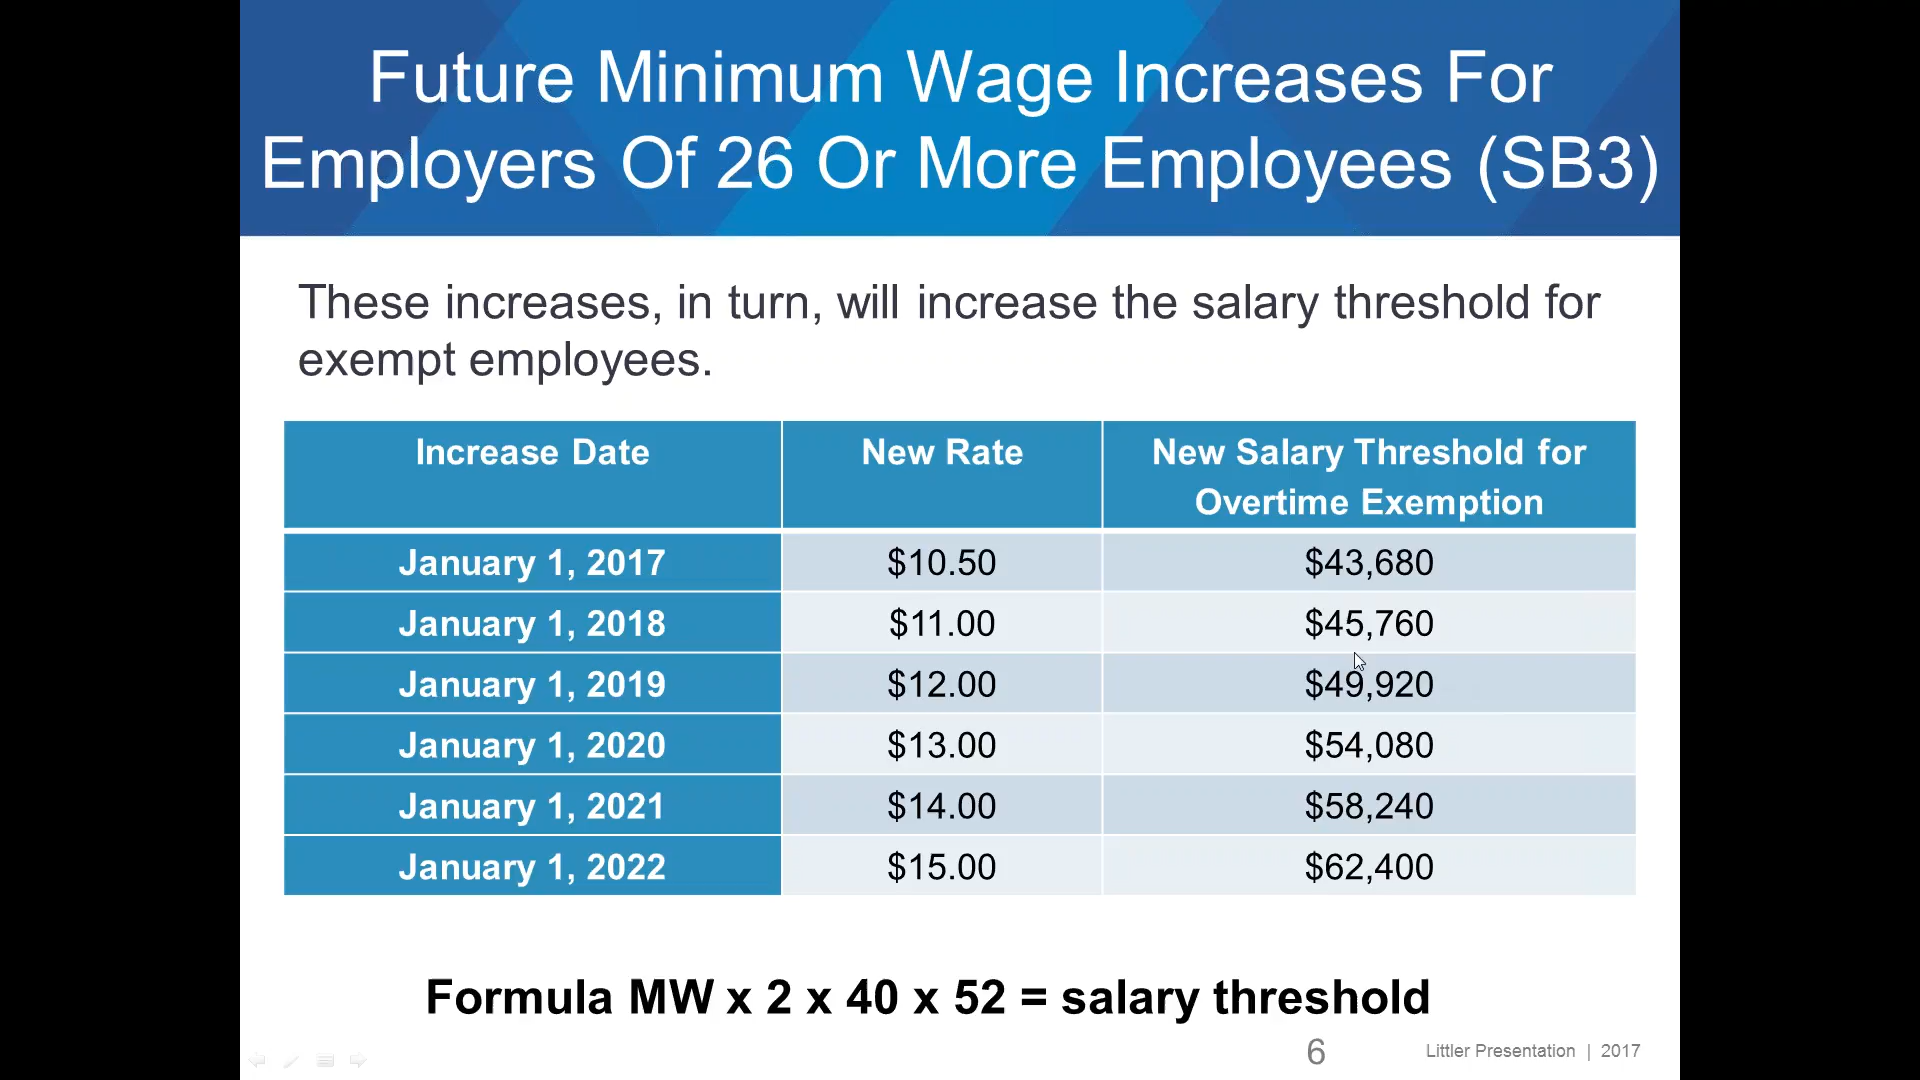 Future Minimum Wage Increases For
Employers Of 26 Or More Employees (SB3)
These increases, in turn, will increase the salary threshold for
exempt employees.
Increase Date New Rate New Salary Threshold for
Overtime Exemption
January 1, 2017 $10.50 $43,680
January 1, 2018 $11.00 $45,760
January 1, 2019 $12.00 $49,920
January 1, 2020 $13.00 $54,080
January 1, 2021 $14.00 $58,240
January 1, 2022 $15.00 $62,400
Formula MW x 2 x 40 x 52 = salary threshold
6 Littler Presentation | 2017